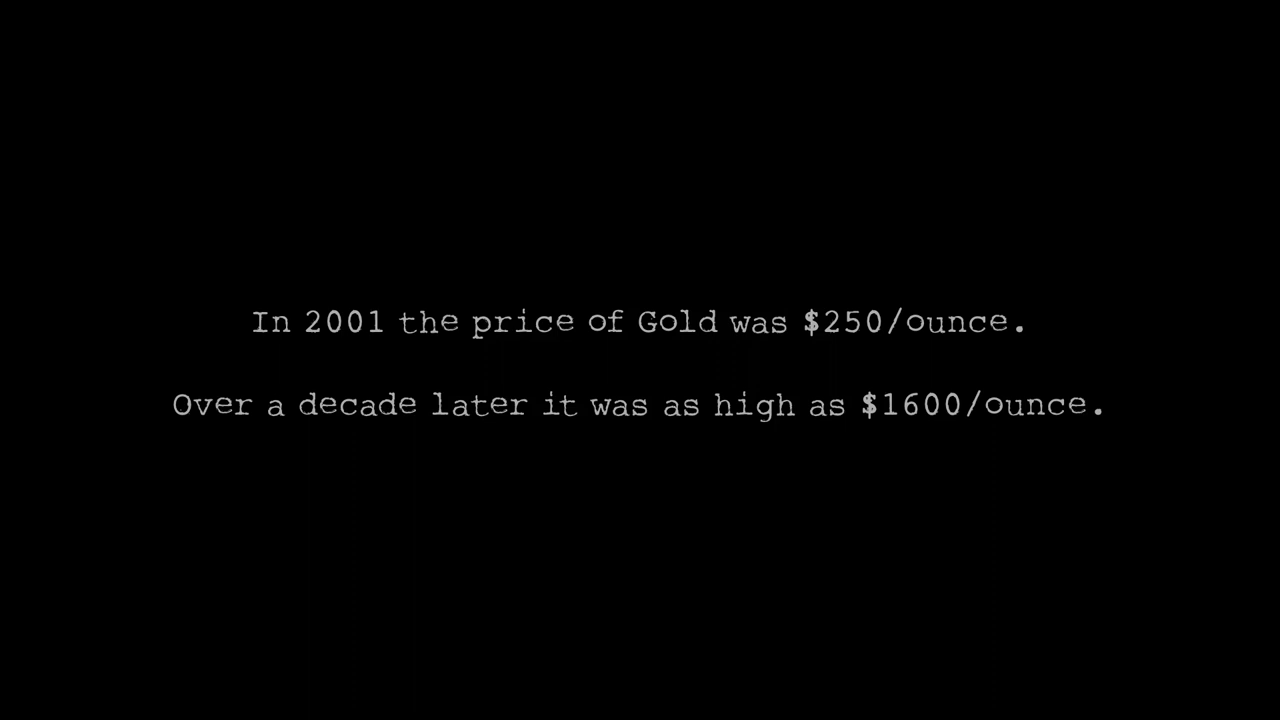 In 2001 the price of Gold was $250/ounce.
Over a decade later it was as high as $1600/ounce.